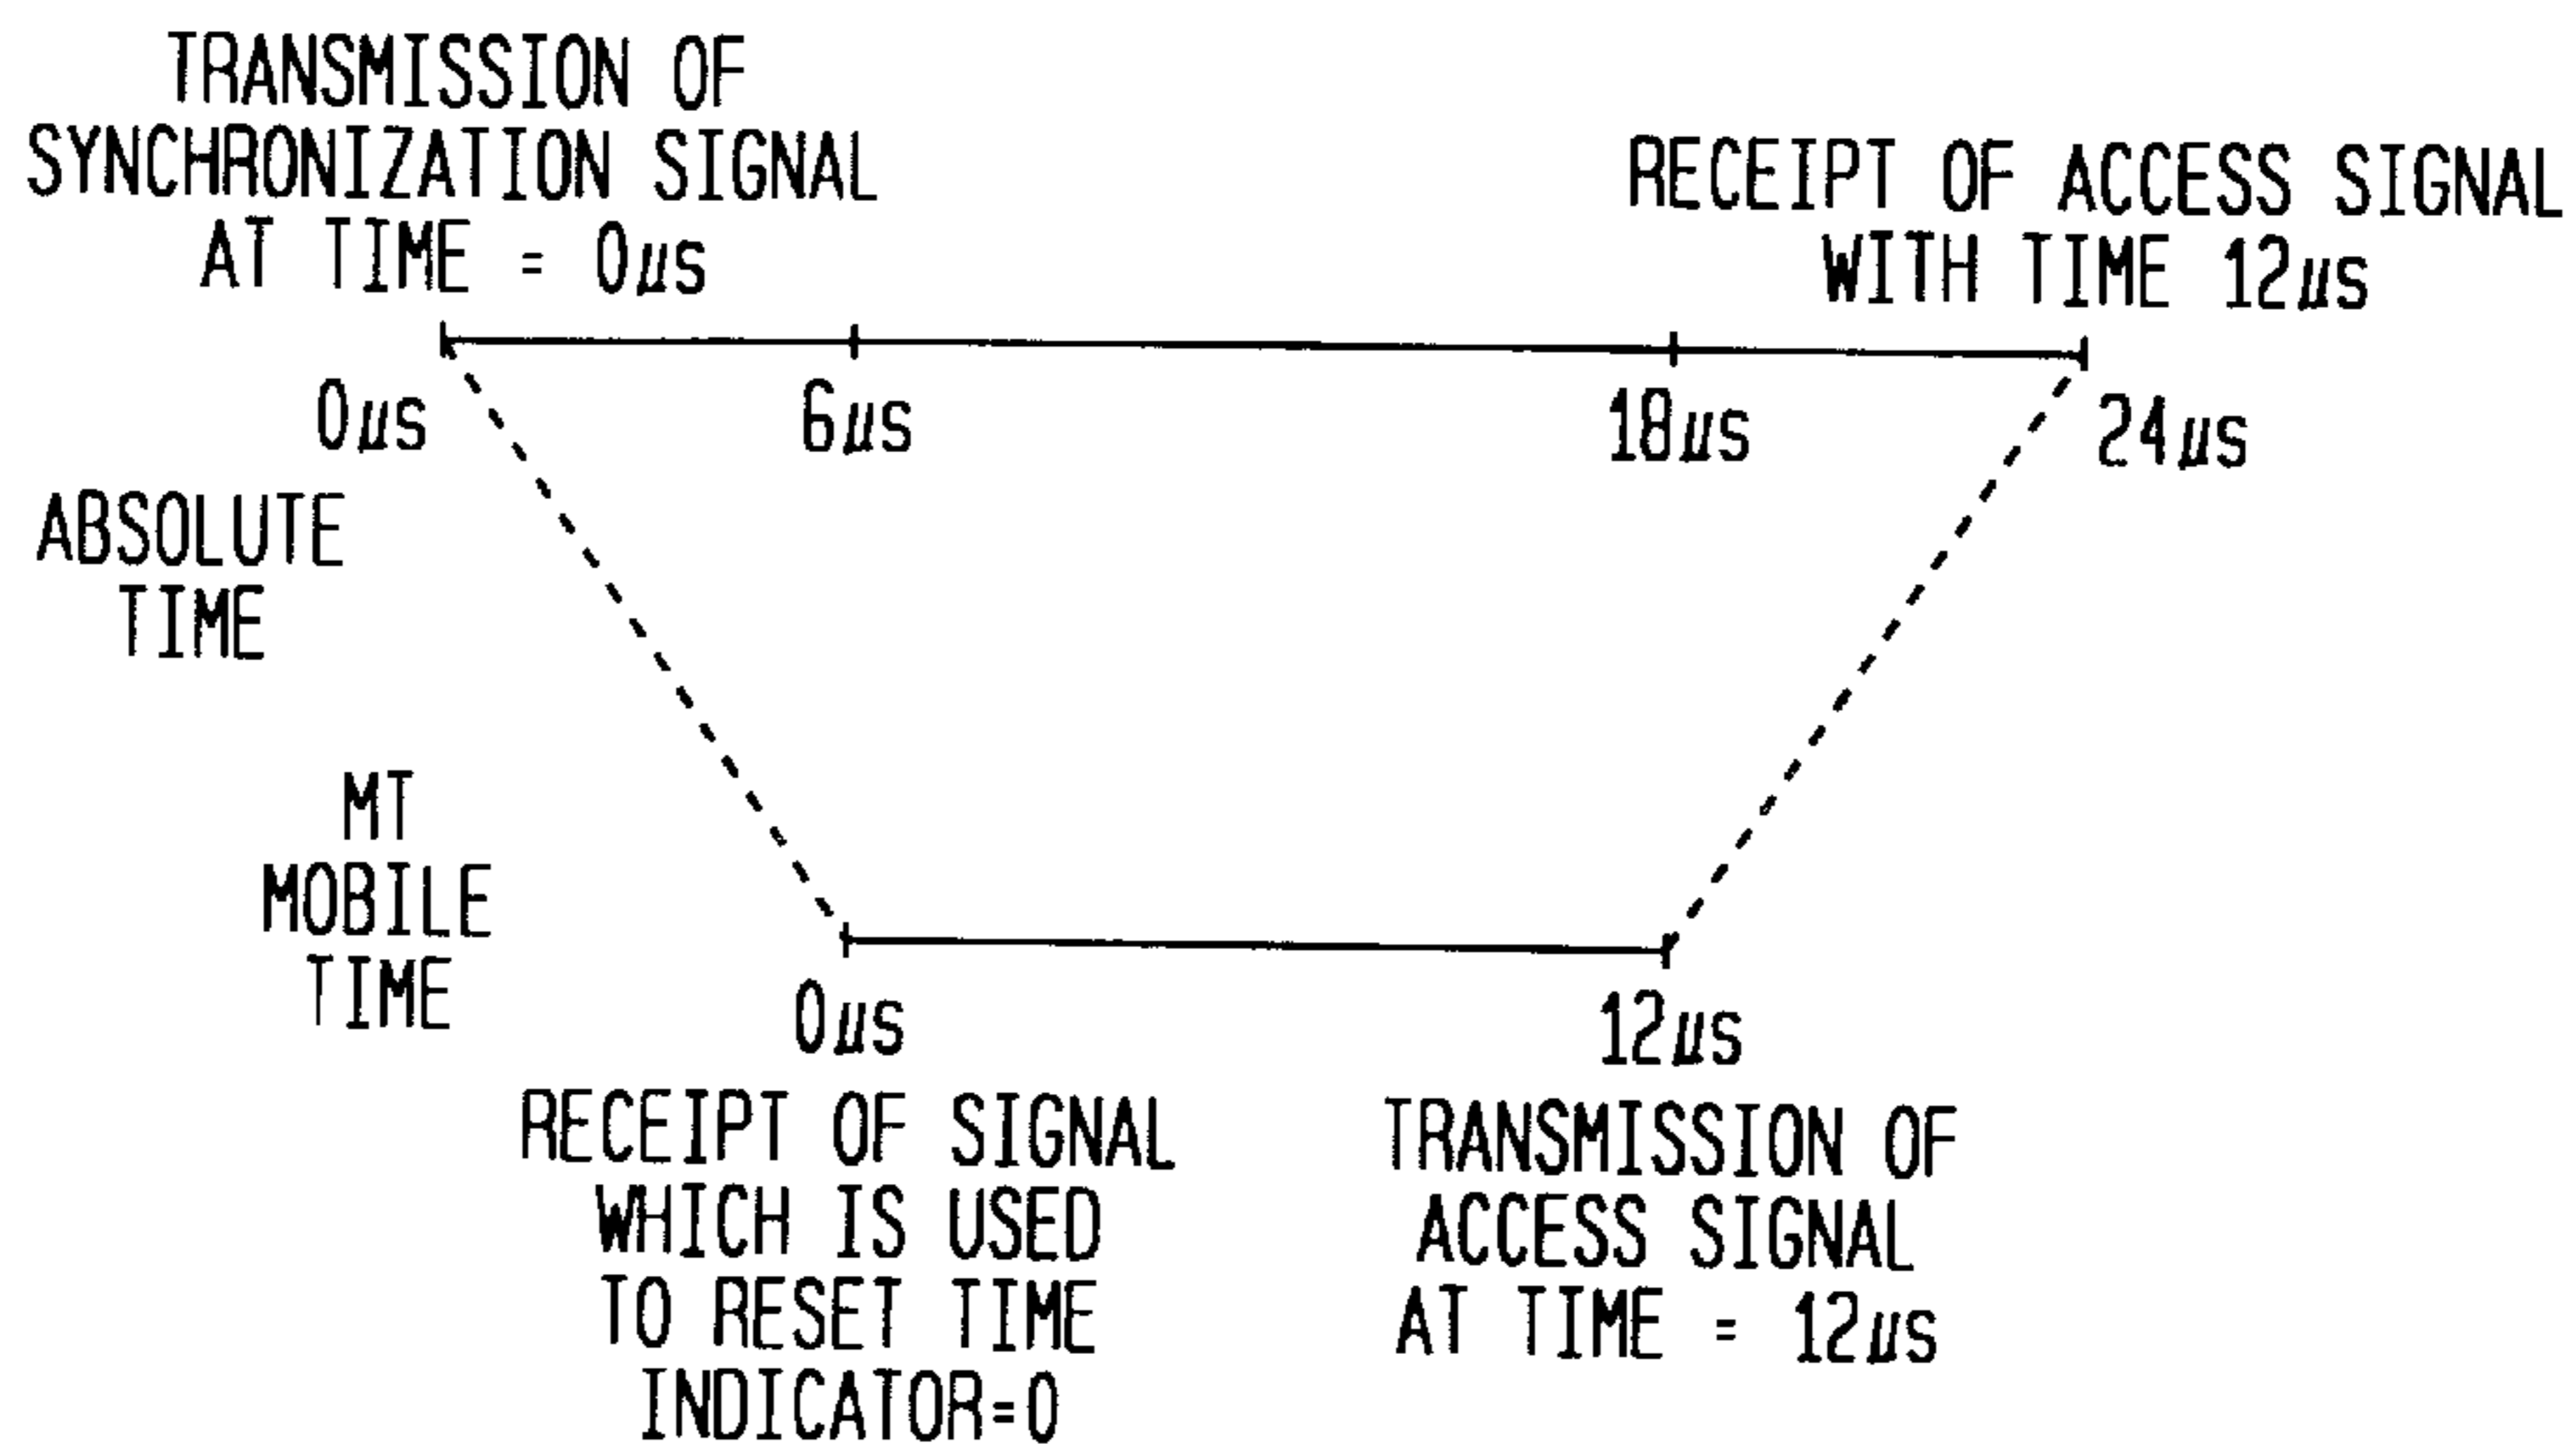 TRANSMISSION OF
SYNCHRONIZATION SIGNAL
AT TIME = 0µs
RECEIPT OF ACCESS SIGNAL
WITH TIME 12µs
0µs
6µs
18µs
24µs
ABSOLUTE
TIME
MT
MOBILE
TIME
0µs
12µs
RECEIPT OF SIGNAL
WHICH IS USED
TO RESET TIME
INDICATOR=0
TRANSMISSION OF
ACCESS SIGNAL
AT TIME = 12µs